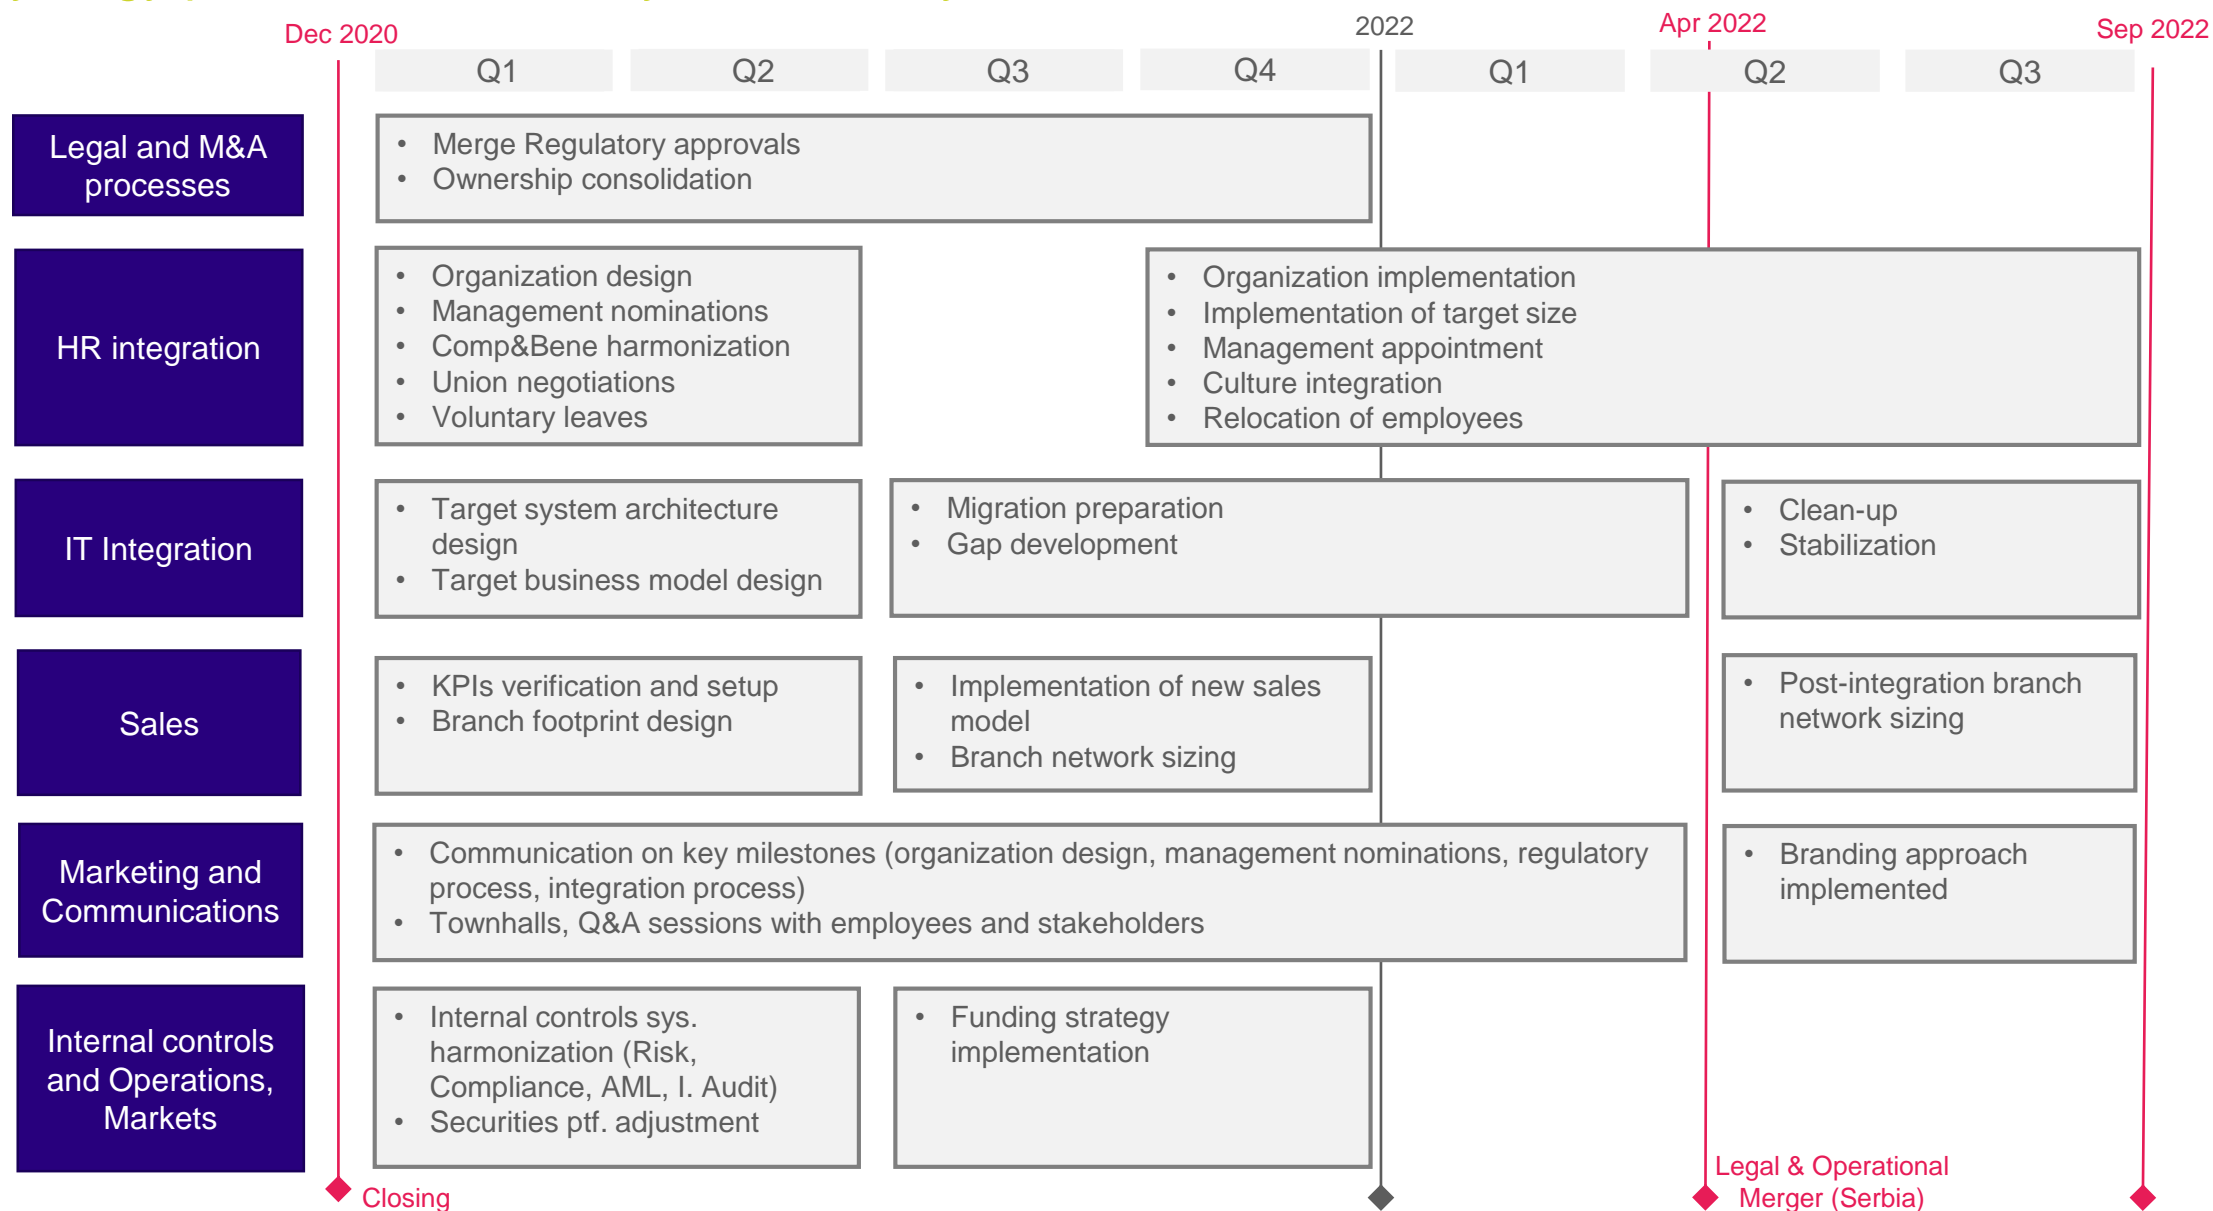 Dec 2020
2022
Apr 2022
Sep 2022
Q1
Q2
Q3
Q4
Q1
Q2
Q3
Legal and M&A
processes
• Merge Regulatory approvals
• Ownership consolidation
HR integration
• Organization design
• Management nominations
• Comp&Bene harmonization
• Union negotiations
• Voluntary leaves
• Organization implementation
• Implementation of target size
• Management appointment
• Culture integration
• Relocation of employees
IT Integration
• Target system architecture
design
• Target business model design
• Migration preparation
• Gap development
• Clean-up
• Stabilization
Sales
• KPIs verification and setup
• Branch footprint design
• Implementation of new sales
model
• Branch network sizing
• Post-integration branch
network sizing
Marketing and
Communications
• Communication on key milestones (organization design, management nominations, regulatory
process, integration process)
• Townhalls, Q&A sessions with employees and stakeholders
• Branding approach
implemented
Internal controls
and Operations,
Markets
• Internal controls sys.
harmonization (Risk,
Compliance, AML, I. Audit)
• Securities ptf. adjustment
• Funding strategy
implementation
Closing
Legal & Operational
Merger (Serbia)